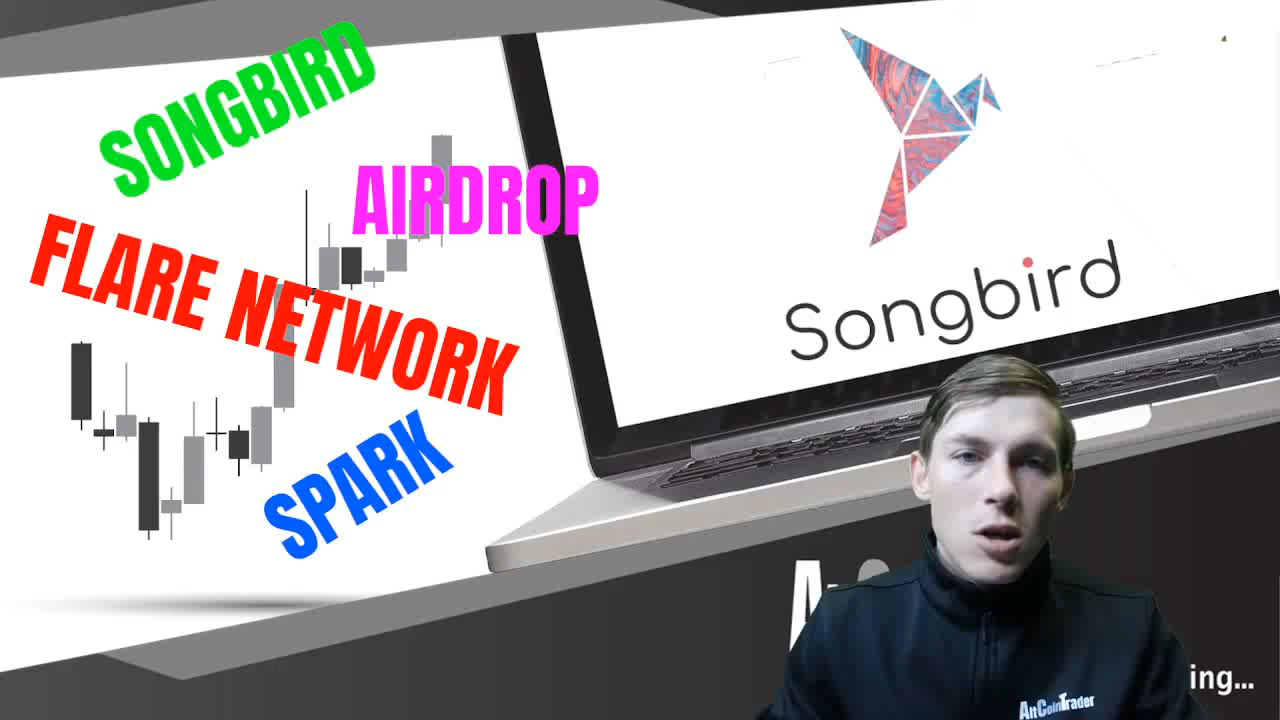 SONGBIRD
AIRDROP
FLARE NETWORK
SPARK
Songbird
AltCoinTrader
ing...